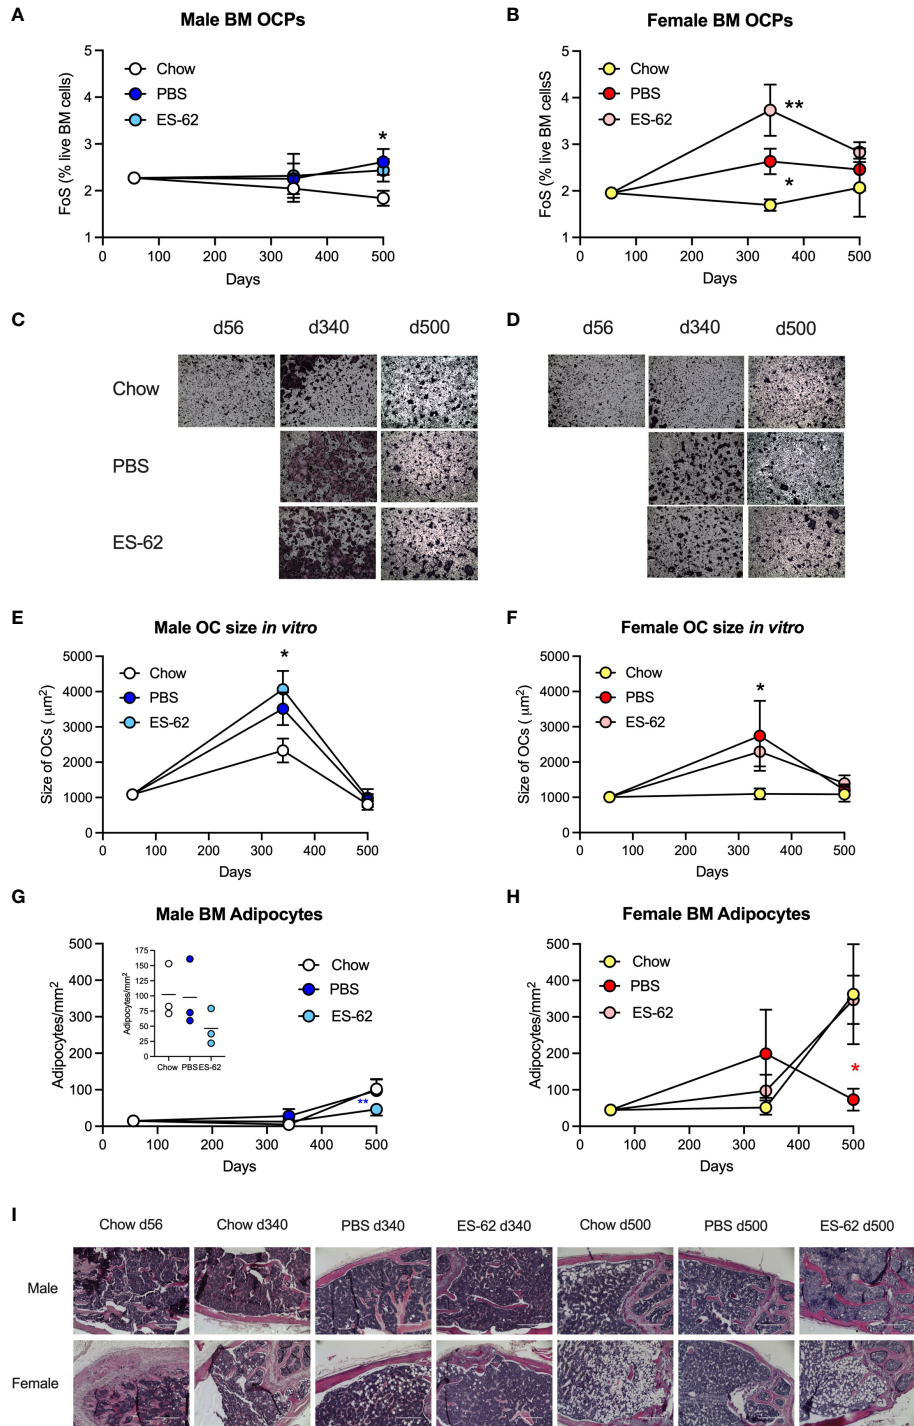 A
Male BM OCPs
FoS (% live BM cells)
5
4
3
2
1
Chow
PBS
ES-62
*
0 100 200 300 400 500
Days
B
Female BM OCPs
FoS (% live BM cellsS
5
4
3
2
1
Chow
PBS
ES-62
**
*
0 100 200 300 400 500
Days
C
d56 d340 d500
Chow
PBS
ES-62
D
d56 d340 d500
E
Male OC size in vitro
Size of OCs ( μm2)
5000
4000
3000
2000
1000
0
Chow
PBS
ES-62
*
0 100 200 300 400 500
Days
F
Female OC size in vitro
Size of OCs ( μm2)
5000
4000
3000
2000
1000
0
Chow
PBS
ES-62
*
0 100 200 300 400 500
Days
G
Male BM Adipocytes
Adipocytes/mm2
500
400
300
200
100
0
Adipocytes/mm2
175
150
125
100
75
50
25
0
Chow PBS ES-62
Chow
PBS
ES-62
**
0 100 200 300 400 500
Days
H
Female BM Adipocytes
Adipocytes/mm2
500
400
300
200
100
0
Chow
PBS
ES-62
*
0 100 200 300 400 500
Days
I
Chow d56 Chow d340 PBS d340 ES-62 d340 Chow d500 PBS d500 ES-62 d500
Male
Female